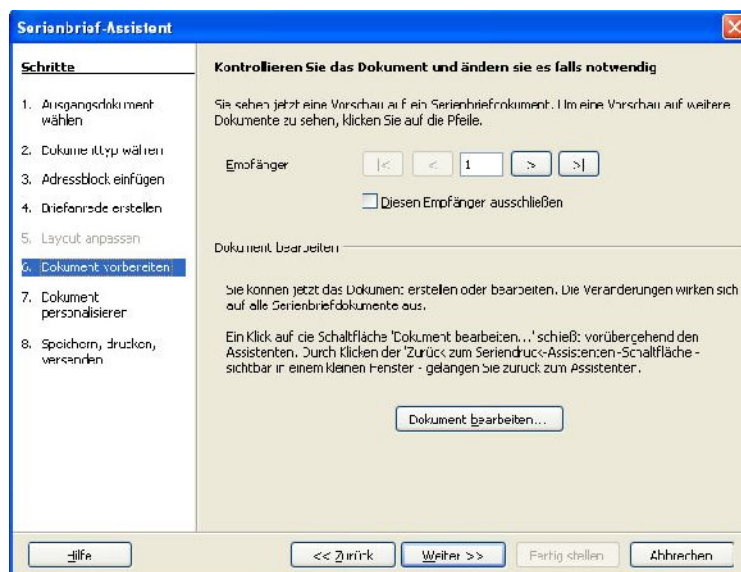 Serienbrief-Assistent
Schritte
1. Ausgangsdokument
wählen
2. Dokumenttyp wählen
3. Adressblock einfügen
4. Briefanrede erstellen
5. Layout anpassen
6. Dokument vorbereiten
7. Dokument
personalisieren
8. Speichern, drucken,
versenden
Kontrollieren Sie das Dokument und ändern sie es falls notwendig
Sie sehen jetzt eine Vorschau auf ein Serienbriefdokument. Um eine Vorschau auf weitere
Dokumente zu sehen, klicken Sie auf die Pfeile.
Empfänger |< < 1 > >|
Diesen Empfänger ausschließen
Dokument bearbeiten
Sie können jetzt das Dokument erstellen oder bearbeiten. Die Veränderungen wirken sich
auf alle Serienbriefdokumente aus.
Ein Klick auf die Schaltfläche 'Dokument bearbeiten...' schießt vorübergehend den
Assistenten. Durch Klicken der 'Zurück zum Seriendruck-Assistenten-Schaltfläche -
sichtbar in einem kleinen Fenster - gelangen Sie zurück zum Assistenten.
Dokument bearbeiten...
Hilfe << Zurück Weiter >> Fertig stellen Abbrechen